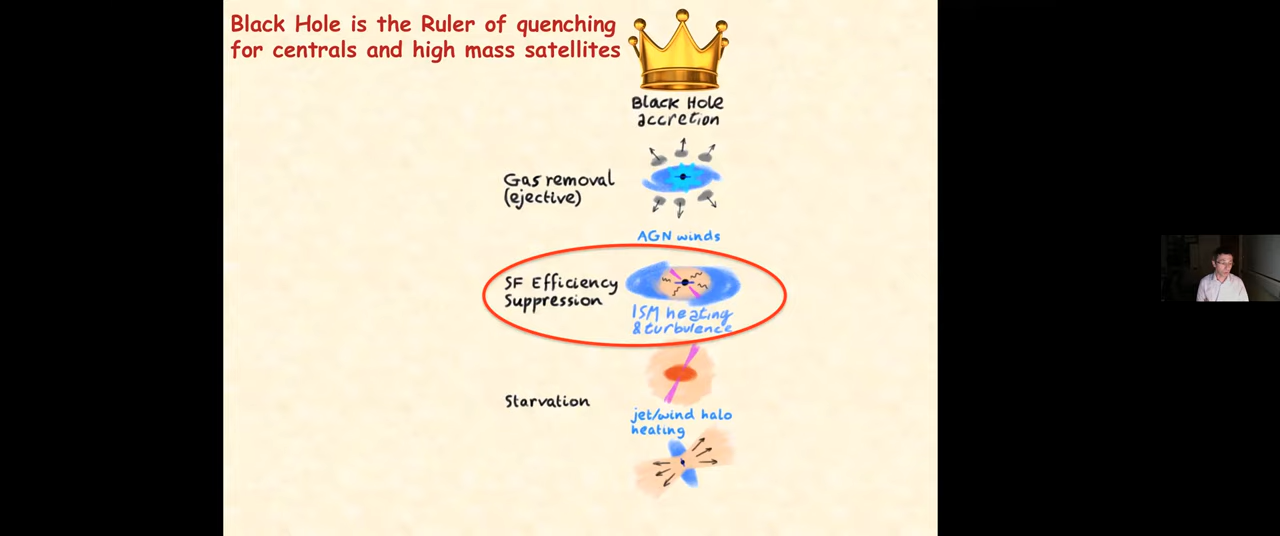 Black Hole is the Ruler of quenching
for centrals and high mass satellites
Black Hole
accretion
Gas removal
(ejective)
AGN winds
SF Efficiency
Suppression
ISM heating
& turbulence
Starvation
jet/wind halo
heating